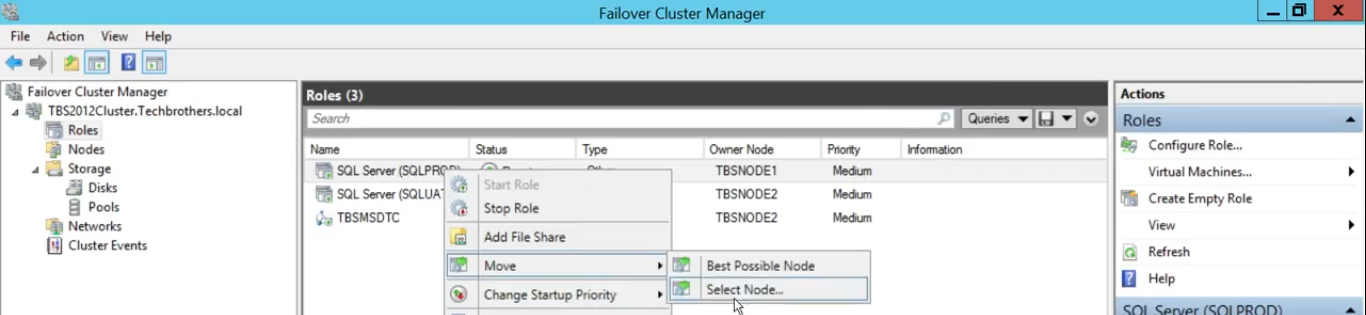 Failover Cluster Manager
File Action View Help
Failover Cluster Manager
TBS2012Cluster.Techbrothers.local
Roles
Nodes
Storage
Disks
Pools
Networks
Cluster Events
Roles (3)
Search
Queries
Name Status Type Owner Node Priority Information
SQL Server (SQLPROD) TBSNODE1 Medium
SQL Server (SQLUAT TBSNODE2 Medium
TBSMSDTC TBSNODE2 Medium
Start Role
Stop Role
Add File Share
Move
Change Startup Priority
Best Possible Node
Select Node...
Actions
Roles
Configure Role...
Virtual Machines...
Create Empty Role
View
Refresh
Help
SQL Server (SQLPROD)